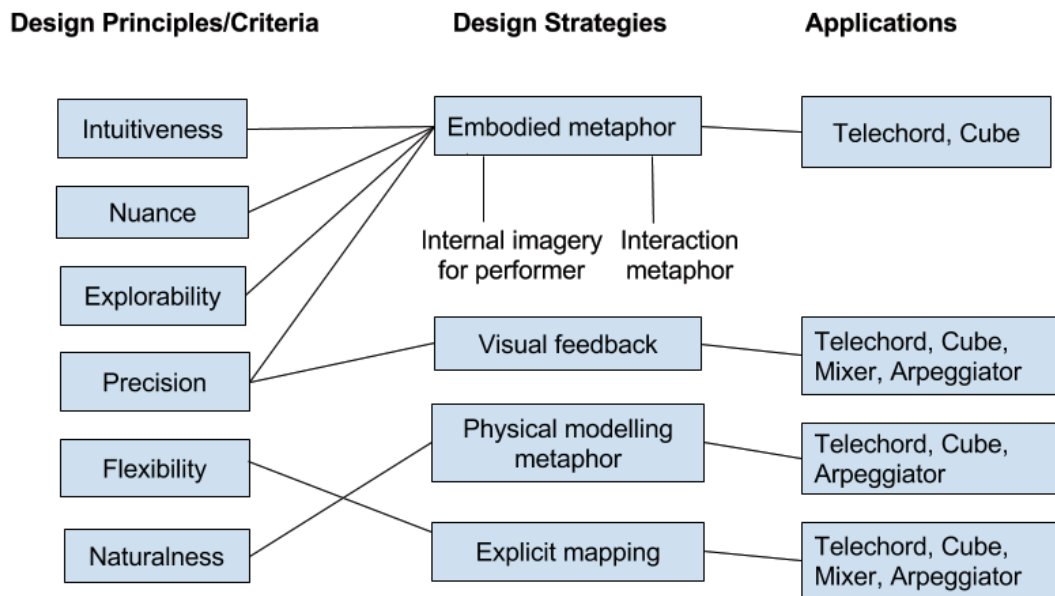 Design Principles/Criteria
Design Strategies
Applications
Intuitiveness
Nuance
Explorability
Precision
Flexibility
Naturalness
Embodied metaphor
Internal imagery
for performer
Interaction
metaphor
Visual feedback
Physical modelling
metaphor
Explicit mapping
Telechord, Cube
Telechord, Cube,
Mixer, Arpeggiator
Telechord, Cube,
Arpeggiator
Telechord, Cube,
Mixer, Arpeggiator